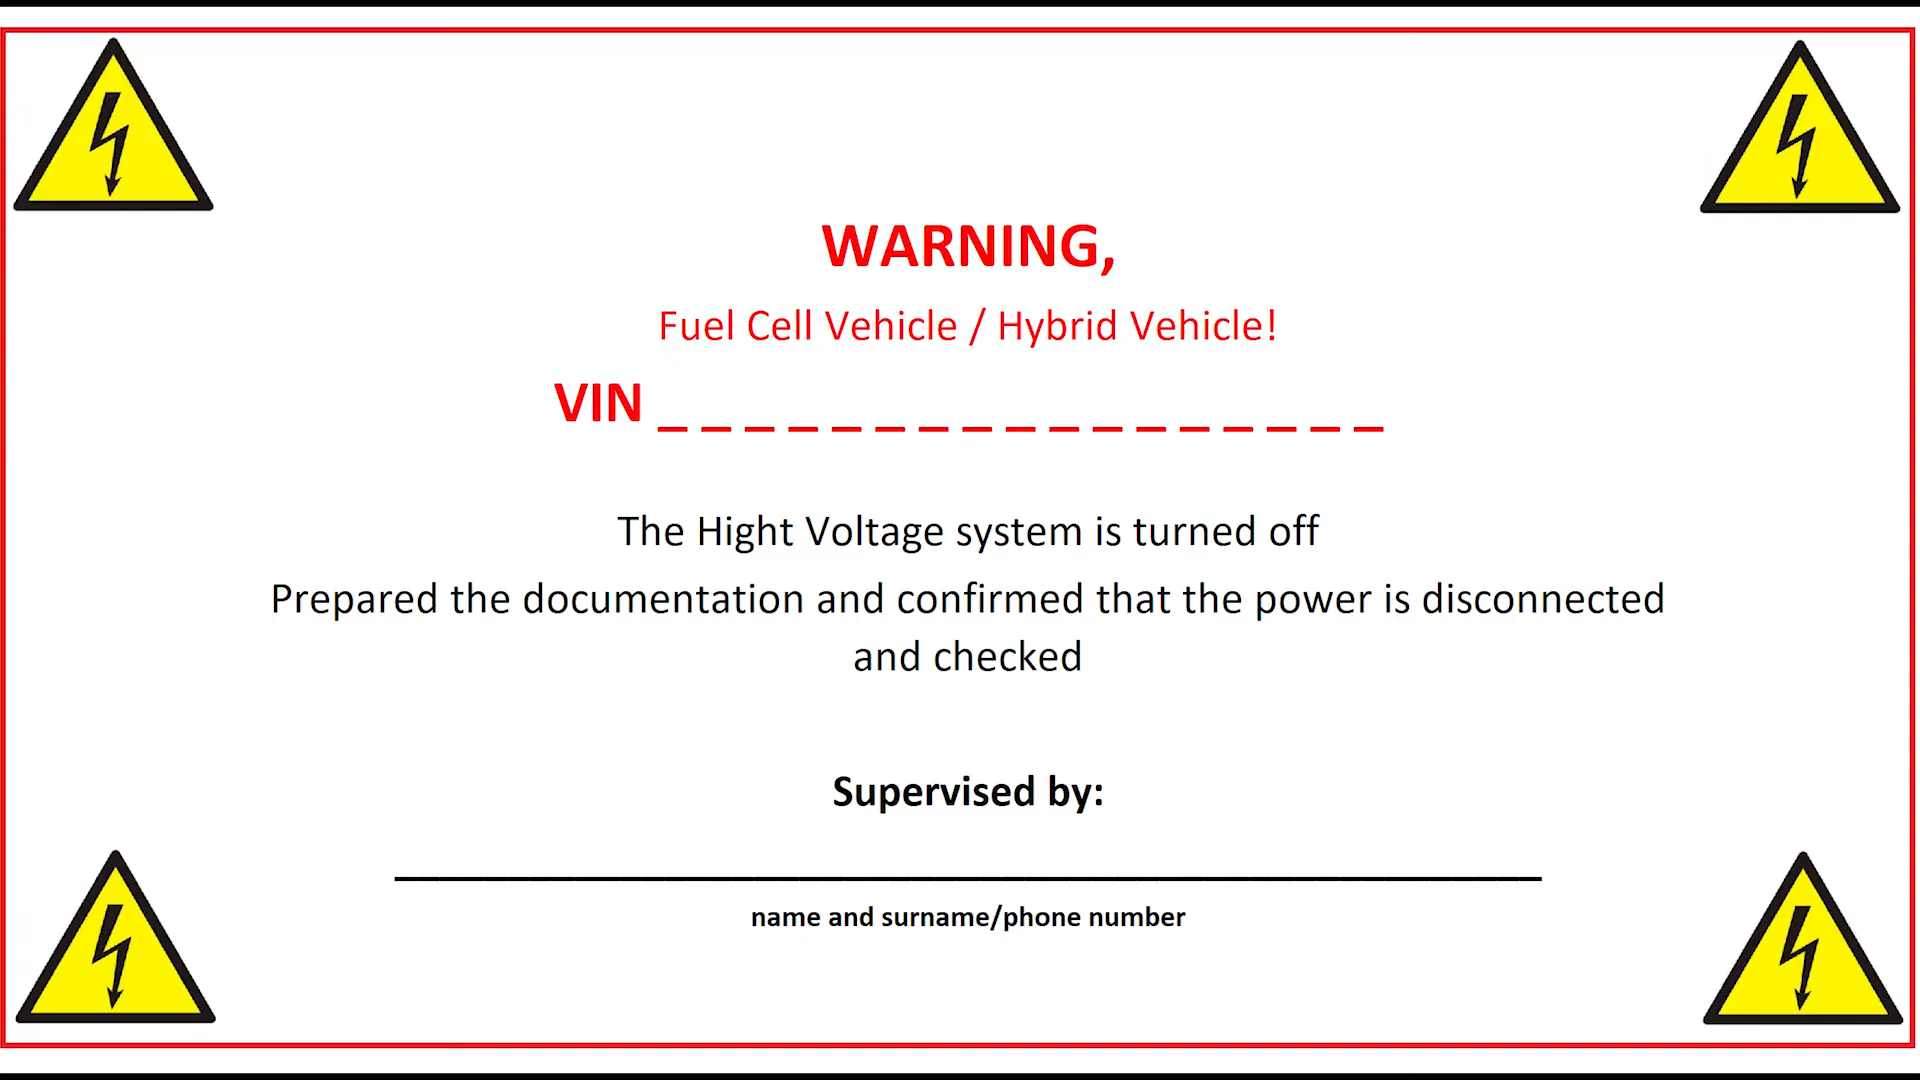 WARNING,
Fuel Cell Vehicle / Hybrid Vehicle!
VIN _ _ _ _ _ _ _ _ _ _ _ _ _ _ _ _ _
The Hight Voltage system is turned off
Prepared the documentation and confirmed that the power is disconnected
and checked
Supervised by:
name and surname/phone number